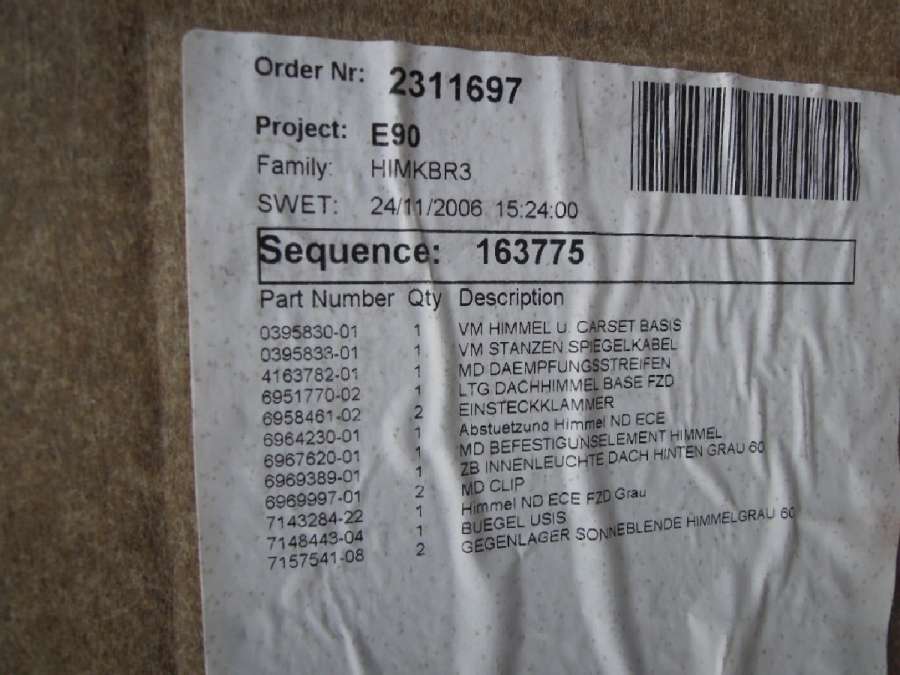 Order Nr: 2311697
Project: E90
Family: HIMKBR3
SWET: 24/11/2006 15:24:00
Sequence: 163775
Part Number Qty Description
0395830-01 1 VM HIMMEL U. CARSET BASIS
0395833-01 1 VM STANZEN SPIEGELKABEL
4163782-01 1 MD DAEMPFUNGSSTREIFEN
6951770-02 1 LTG DACHHIMMEL BASE FZD
6958461-02 2 EINSTECKKLAMMER
6964230-01 1 Abstuetzung Himmel ND ECE
6967620-01 1 MD BEFESTIGUNSELEMENT HIMMEL
6969389-01 1 ZB INNENLEUCHTE DACH HINTEN GRAU 60
6969997-01 2 MD CLIP
7143284-22 1 Himmel ND ECE FZD Grau
7148443-04 1 BUEGEL USIS
7157541-08 2 GEGENLAGER SONNEBLENDE HIMMELGRAU 60